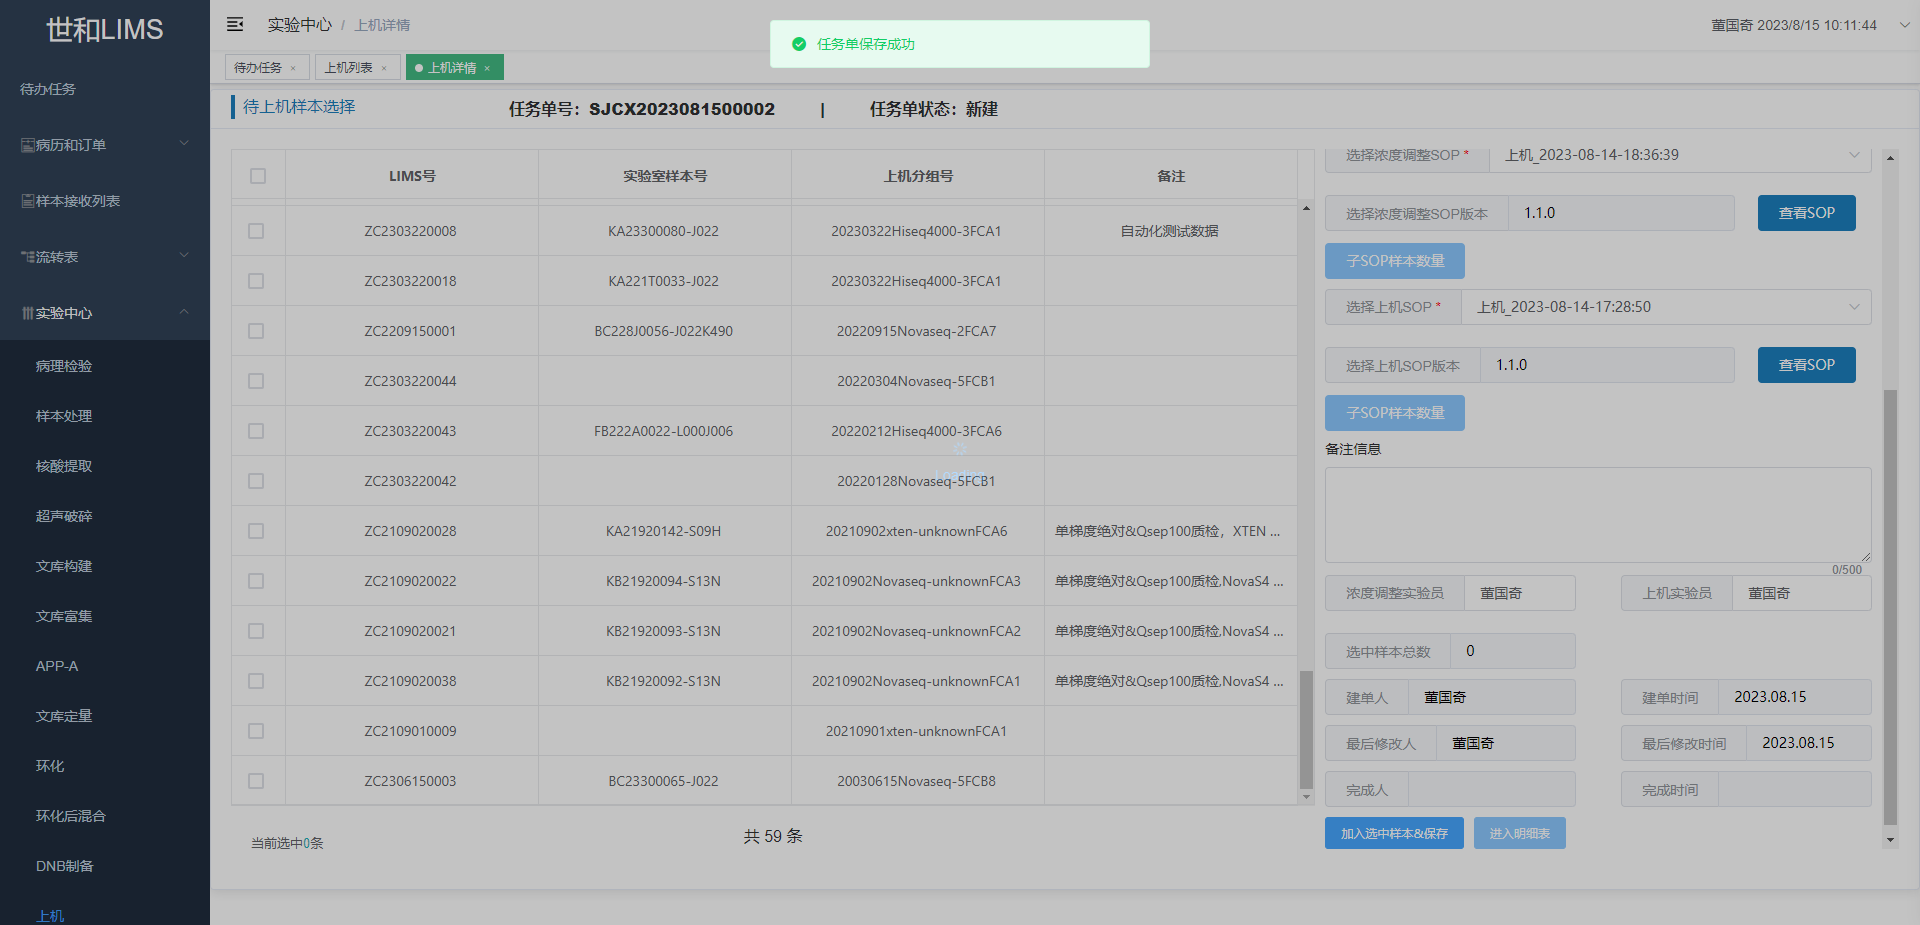 世和LIMS
待办任务
病历和订单
样本接收列表
流转表
实验中心
病理检验
样本处理
核酸提取
超声破碎
文库构建
文库富集
APP-A
文库定量
环化
环化后混合
DNB制备
上机
实验中心 / 上机详情
董国奇 2023/8/15 10:11:44
任务单保存成功
待办任务 × 上机列表 × 上机详情 ×
待上机样本选择 任务单号：SJCX2023081500002 | 任务单状态：新建
LIMS号 实验室样本号 上机分组号 备注
ZC2303220008 KA23300080-J022 20230322Hiseq4000-3FCA1 自动化测试数据
ZC2303220018 KA221T0033-J022 20230322Hiseq4000-3FCA1
ZC2209150001 BC228J0056-J022K490 20220915Novaseq-2FCA7
ZC2303220044 20220304Novaseq-5FCB1
ZC2303220043 FB222A0022-L000J006 20220212Hiseq4000-3FCA6
Loading
ZC2303220042 20220128Novaseq-5FCB1
ZC2109020028 KA21920142-S09H 20210902xten-unknownFCA6 单梯度绝对&Qsep100质检，XTEN ...
ZC2109020022 KB21920094-S13N 20210902Novaseq-unknownFCA3 单梯度绝对&Qsep100质检,NovaS4 ...
ZC2109020021 KB21920093-S13N 20210902Novaseq-unknownFCA2 单梯度绝对&Qsep100质检,NovaS4 ...
ZC2109020038 KB21920092-S13N 20210902Novaseq-unknownFCA1 单梯度绝对&Qsep100质检,NovaS4 ...
ZC2109010009 20210901xten-unknownFCA1
ZC2306150003 BC23300065-J022 20030615Novaseq-5FCB8
当前选中0条 共 59 条
选择浓度调整SOP * 上机_2023-08-14-18:36:39
选择浓度调整SOP版本 1.1.0 查看SOP
子SOP样本数量
选择上机SOP * 上机_2023-08-14-17:28:50
选择上机SOP版本 1.1.0 查看SOP
子SOP样本数量
备注信息
0/500
浓度调整实验员 董国奇 上机实验员 董国奇
选中样本总数 0
建单人 董国奇 建单时间 2023.08.15
最后修改人 董国奇 最后修改时间 2023.08.15
完成人 完成时间
加入选中样本&保存 进入明细表